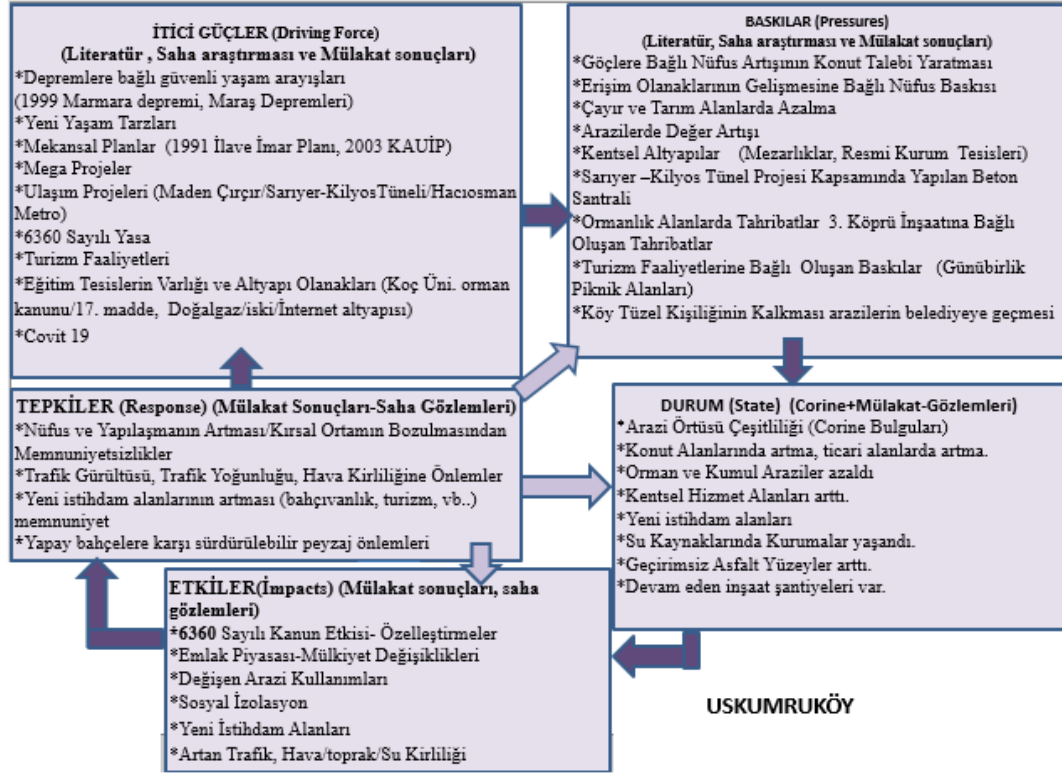 İTİCİ GÜÇLER (Driving Force)
(Literatür , Saha araştırması ve Mülakat sonuçları)
*Depremlere bağlı güvenli yaşam arayışları
(1999 Marmara depremi, Maraş Depremleri)
*Yeni Yaşam Tarzları
*Mekansal Planlar (1991 İlave İmar Planı, 2003 KAUİP)
*Mega Projeler
*Ulaşım Projeleri (Maden Çırçır/Sarıyer-KilyosTüneli/Hacıosman
Metro)
*6360 Sayılı Yasa
*Turizm Faaliyetleri
*Eğitim Tesislerin Varlığı ve Altyapı Olanakları (Koç Üni. orman
kanunu/17. madde, Doğalgaz/iski/İnternet altyapısı)
*Covit 19
BASKILAR (Pressures)
(Literatür, Saha araştırması ve Mülakat sonuçları)
*Göçlere Bağlı Nüfus Artışının Konut Talebi Yaratması
*Erişim Olanaklarının Gelişmesine Bağlı Nüfus Baskısı
*Çayır ve Tarım Alanlarda Azalma
*Arazilerde Değer Artışı
*Kentsel Altyapılar (Mezarlıklar, Resmi Kurum Tesisleri)
*Sarıyer –Kilyos Tünel Projesi Kapsamında Yapılan Beton
Santrali
*Ormanlık Alanlarda Tahribatlar 3. Köprü İnşaatına Bağlı
Oluşan Tahribatlar
*Turizm Faaliyetlerine Bağlı Oluşan Baskılar (Günübirlik
Piknik Alanları)
*Köy Tüzel Kişiliğinin Kalkması arazilerin belediyeye geçmesi
TEPKİLER (Response) (Mülakat Sonuçları-Saha Gözlemleri)
*Nüfus ve Yapılaşmanın Artması/Kırsal Ortamın Bozulmasından
Memnuniyetsizlikler
*Trafik Gürültüsü, Trafik Yoğunluğu, Hava Kirliliğine Önlemler
*Yeni istihdam alanlarının artması (bahçıvanlık, turizm, vb..)
memnuniyet
*Yapay bahçelere karşı sürdürülebilir peyzaj önlemleri
DURUM (State) (Corine+Mülakat-Gözlemleri)
*Arazi Örtüsü Çeşitliliği (Corine Bulguları)
*Konut Alanlarında artma, ticari alanlarda artma.
*Orman ve Kumul Araziler azaldı
*Kentsel Hizmet Alanları arttı.
*Yeni istihdam alanları
*Su Kaynaklarında Kurumalar yaşandı.
*Geçirimsiz Asfalt Yüzeyler arttı.
*Devam eden inşaat şantiyeleri var.
ETKİLER(İmpacts) (Mülakat sonuçları, saha
gözlemleri)
*6360 Sayılı Kanun Etkisi- Özelleştirmeler
*Emlak Piyasası-Mülkiyet Değişiklikleri
*Değişen Arazi Kullanımları
*Sosyal İzolasyon
*Yeni İstihdam Alanları
*Artan Trafik, Hava/toprak/Su Kirliliği
USKUMRUKÖY